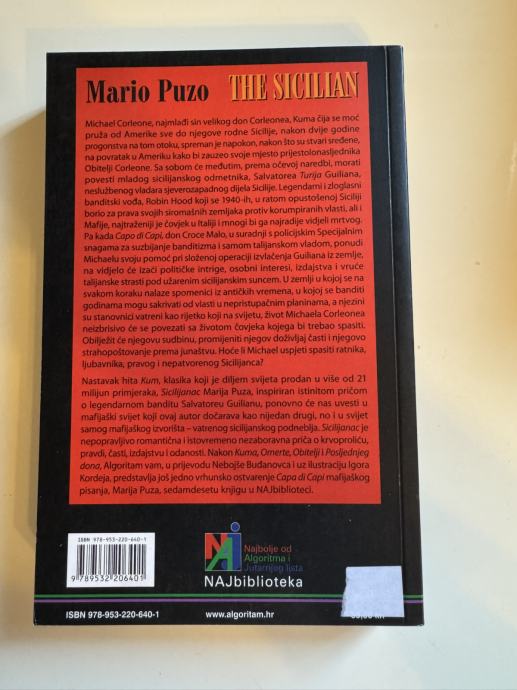 Mario Puzo THE SICILIAN
Michael Corleone, najmlađi sin velikog don Corleonea, Kuma čija se moć
pruža od Amerike sve do njegove rodne Sicilije, nakon dvije godine
progonstva na tom otoku, spreman je napokon, nakon što su stvari sređene,
na povratak u Ameriku kako bi zauzeo svoje mjesto prijestolonasljednika
Obitelji Corleone. Sa sobom će međutim, prema očevoj naredbi, morati
povesti mladog sicilijanskog odmetnika, Salvatorea Turija Guiliana,
neslužbenog vladara sjeverozapadnog dijela Sicilije. Legendarni i zloglasni
banditski vođa, Robin Hood koji se 1940-ih, u ratom opustošenoj Siciliji
borio za prava svojih siromašnih zemljaka protiv korumpiranih vlasti, ali i
Mafije, najtraženiji je čovjek u Italiji i mnogi bi ga najradije vidjeli mrtvog.
Pa kada Capo di Capi, don Croce Malo, u suradnji s policijskim Specijalnim
snagama za suzbijanje banditizma i samom talijanskom vladom, ponudi
Michaelu svoju pomoć pri složenoj operaciji izvlačenja Guiliana iz zemlje,
na vidjelo će izaći političke intrige, osobni interesi, izdajstva i vruće
talijanske strasti pod užarenim sicilijanskim suncem. U zemlji u kojoj se na
svakom koraku nalaze spomenici iz antičkih vremena, u kojoj se banditi
godinama mogu sakrivati od vlasti u nepristupačnim planinama, a njezini
su stanovnici vatreni kao rijetko koji na svijetu, život Michaela Corleonea
neizbrisivo će se povezati sa životom čovjeka kojega bi trebao spasiti.
Obilježit će njegovu sudbinu, promijeniti njegov doživljaj časti i njegovo
strahopoštovanje prema junaštvu. Hoće li Michael uspjeti spasiti ratnika,
ljubavnika, pravog i nepatvorenog Sicilijanca?
Nastavak hita Kum, klasika koji je diljem svijeta prodan u više od 21
milijun primjeraka, Sicilijanac Marija Puza, inspiriran istinitom pričom
o legendarnom banditu Salvatoreu Guilianu, ponovno će nas uvesti u
mafijaški svijet koji ovaj autor dočarava kao nijedan drugi, no i u svijet
samog mafijaškog izvorišta – vatrenog sicilijanskog podneblja. Sicilijanac je
nepopravljivo romantična i istovremeno nezaboravna priča o krvoproliću,
pravdi, časti, izdajstvu i odanosti. Nakon Kuma, Omerte, Obitelji i Posljednjeg
dona, Algoritam vam, u prijevodu Nebojše Buđanovca i uz ilustraciju Igora
Kordeja, predstavlja još jedno vrhunsko ostvarenje Capa di Capi mafijaškog
pisanja, Marija Puza, sedamdesetu knjigu u NAJbiblioteci.
ISBN 978-953-220-640-1
9789532206401
NAJ
Najbolje od
Algoritma i
Jutarnjeg lista
NAJbiblioteka
ISBN 978-953-220-640-1
www.algoritam.hr